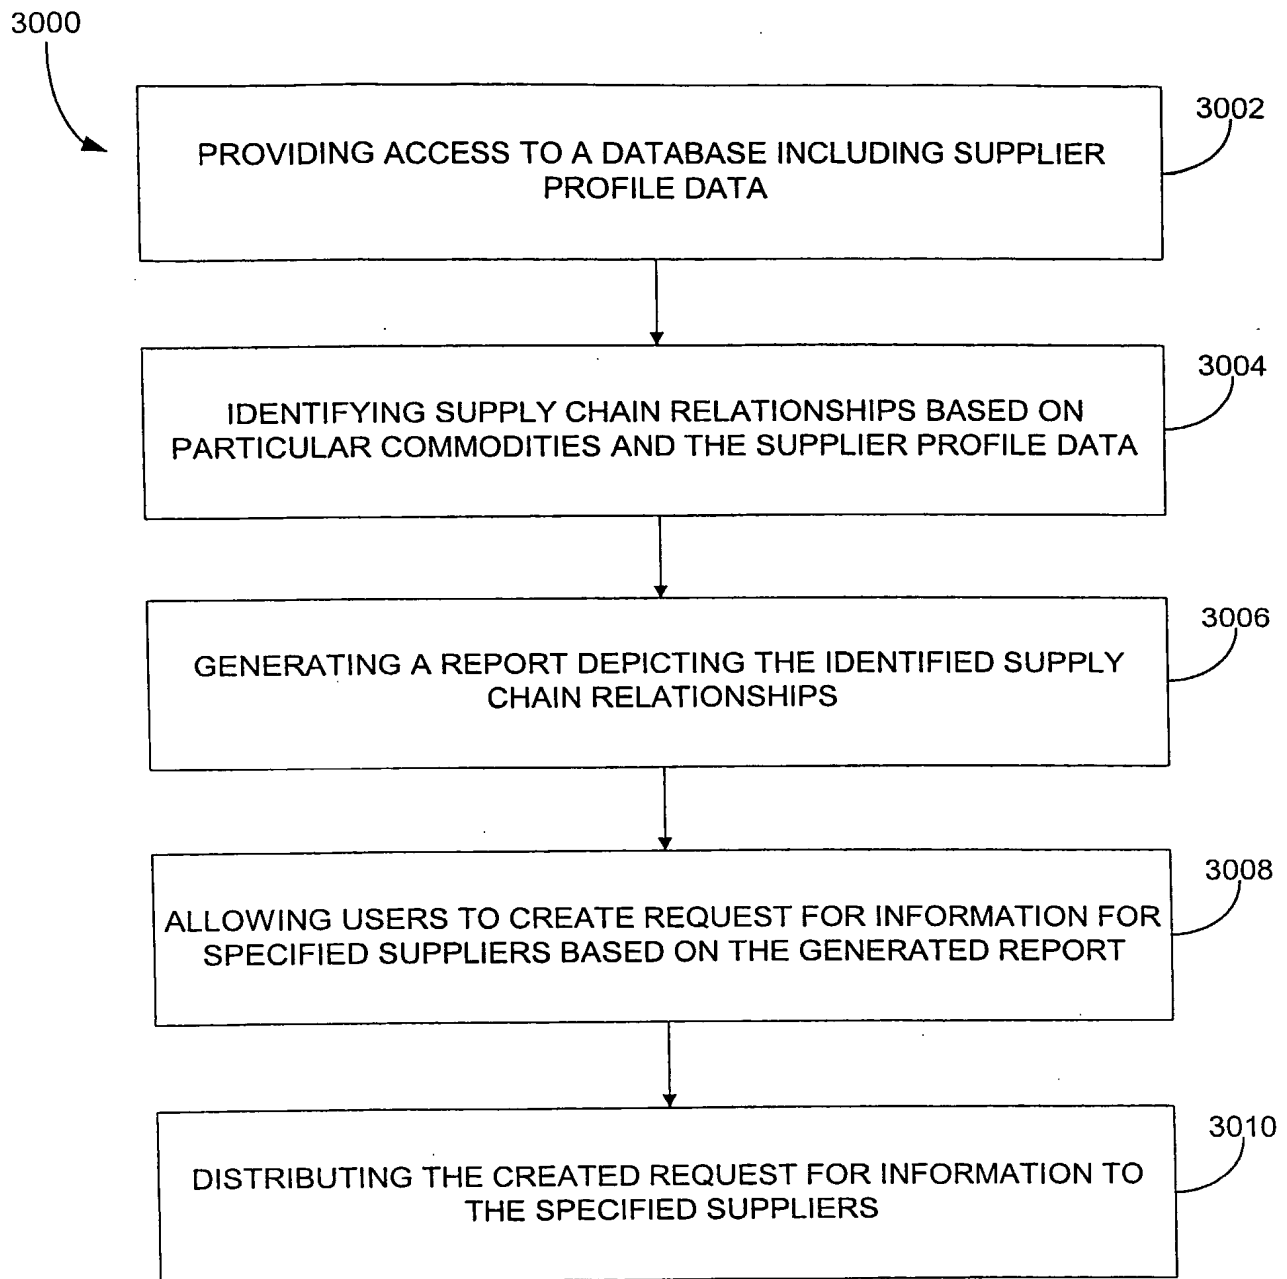 3000
3002
PROVIDING ACCESS TO A DATABASE INCLUDING SUPPLIER
PROFILE DATA
3004
IDENTIFYING SUPPLY CHAIN RELATIONSHIPS BASED ON
PARTICULAR COMMODITIES AND THE SUPPLIER PROFILE DATA
3006
GENERATING A REPORT DEPICTING THE IDENTIFIED SUPPLY
CHAIN RELATIONSHIPS
3008
ALLOWING USERS TO CREATE REQUEST FOR INFORMATION FOR
SPECIFIED SUPPLIERS BASED ON THE GENERATED REPORT
3010
DISTRIBUTING THE CREATED REQUEST FOR INFORMATION TO
THE SPECIFIED SUPPLIERS